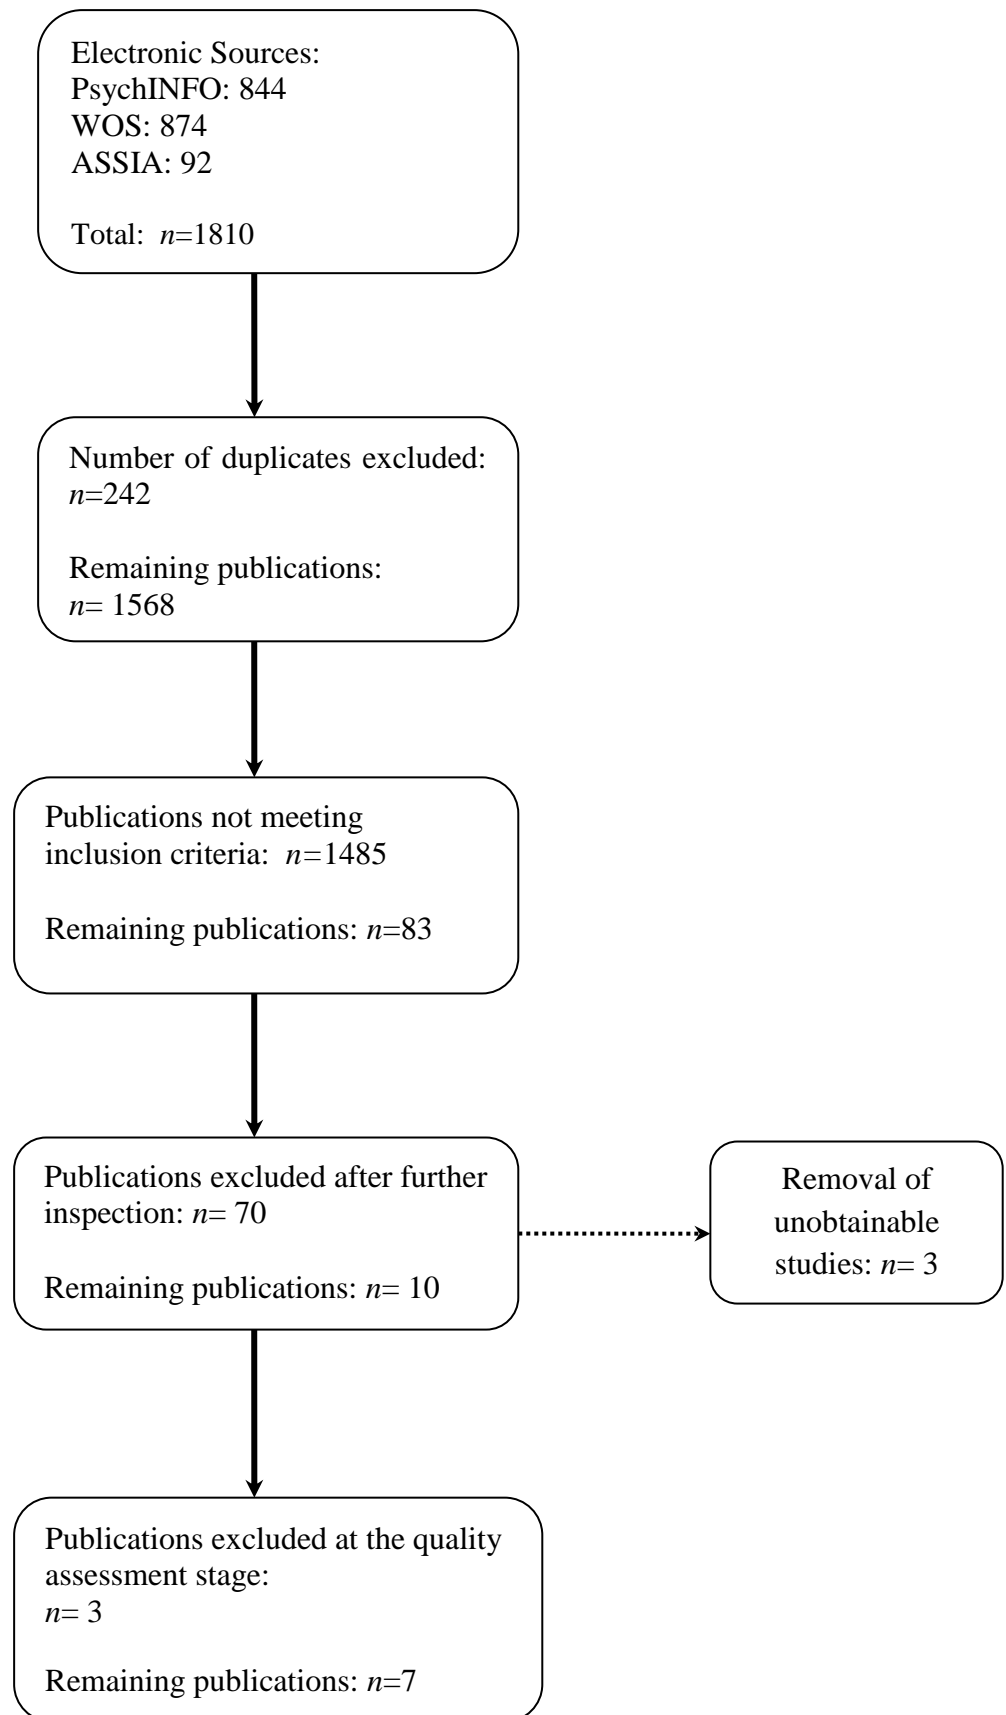 Electronic Sources:
PsychINFO: 844
WOS: 874
ASSIA: 92
Total:  n=1810
Number of duplicates excluded:
n=242
Remaining publications:
n= 1568
Publications not meeting
inclusion criteria:  n=1485
Remaining publications: n=83
Publications excluded after further
inspection: n= 70
Remaining publications: n= 10
Removal of
unobtainable
studies: n= 3
Publications excluded at the quality
assessment stage:
n= 3
Remaining publications: n=7